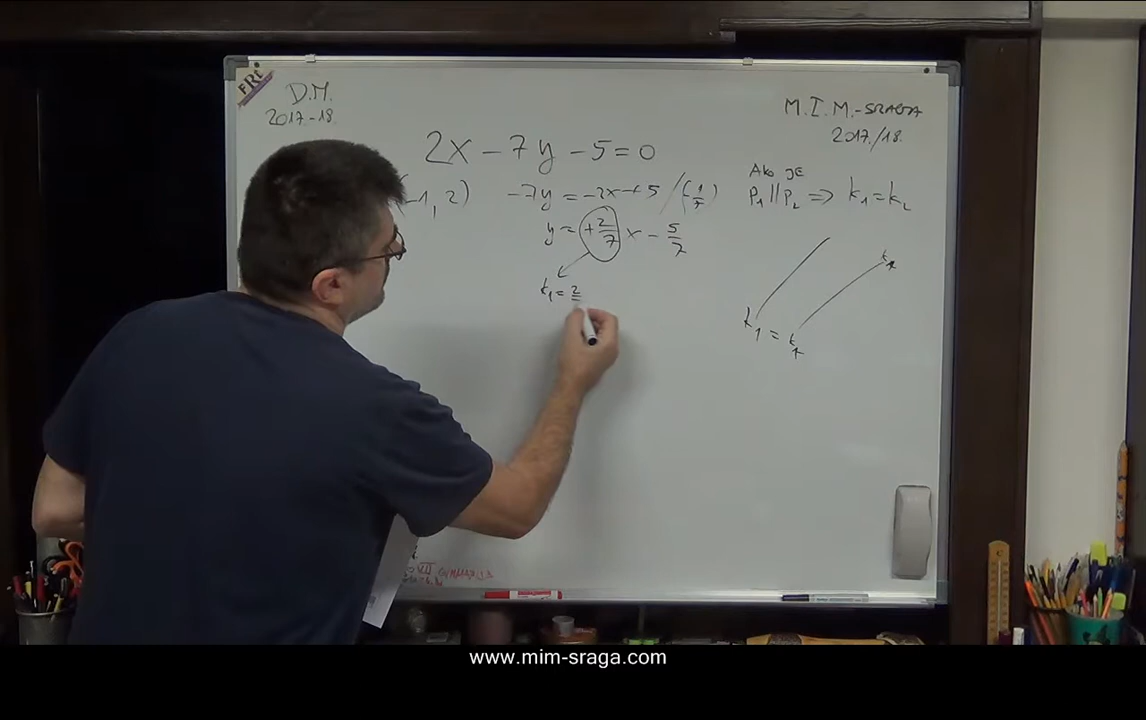 FRI
D.M.
2017-18.
M.I.M.-SRAGA
2017./18.
2x - 7y - 5 = 0
-1, 2)
-7y = -2x + 5 / (-1/7)
y = +2/7 x - 5/7
k₁ = 2
Ako je
p₁ || p₂ ⇒ k₁ = k₂
k₁ = k₂
www.mim-sraga.com